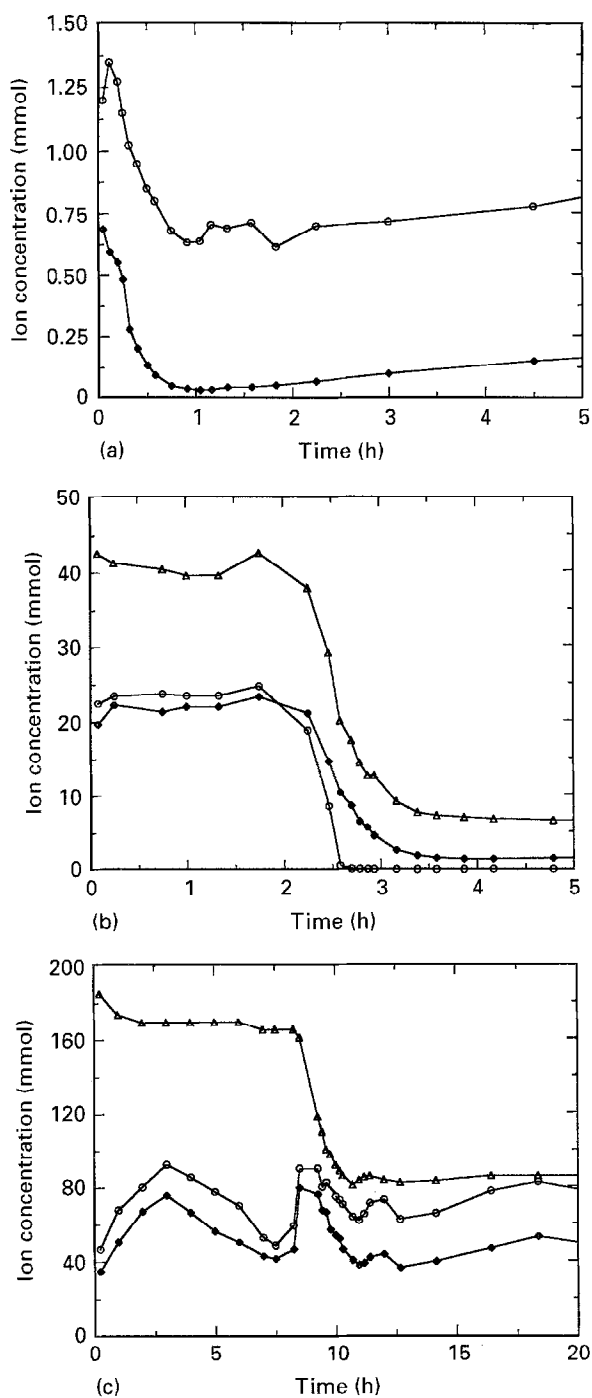 1.50
1.25
1.00
0.75
0.50
0.25
0
Ion concentration (mmol)
0 1 2 3 4 5
(a) Time (h)
50
40
30
20
10
0
Ion concentration (mmol)
0 1 2 3 4 5
(b) Time (h)
200
160
120
80
40
0
Ion concentration (mmol)
0 5 10 15 20
(c) Time (h)